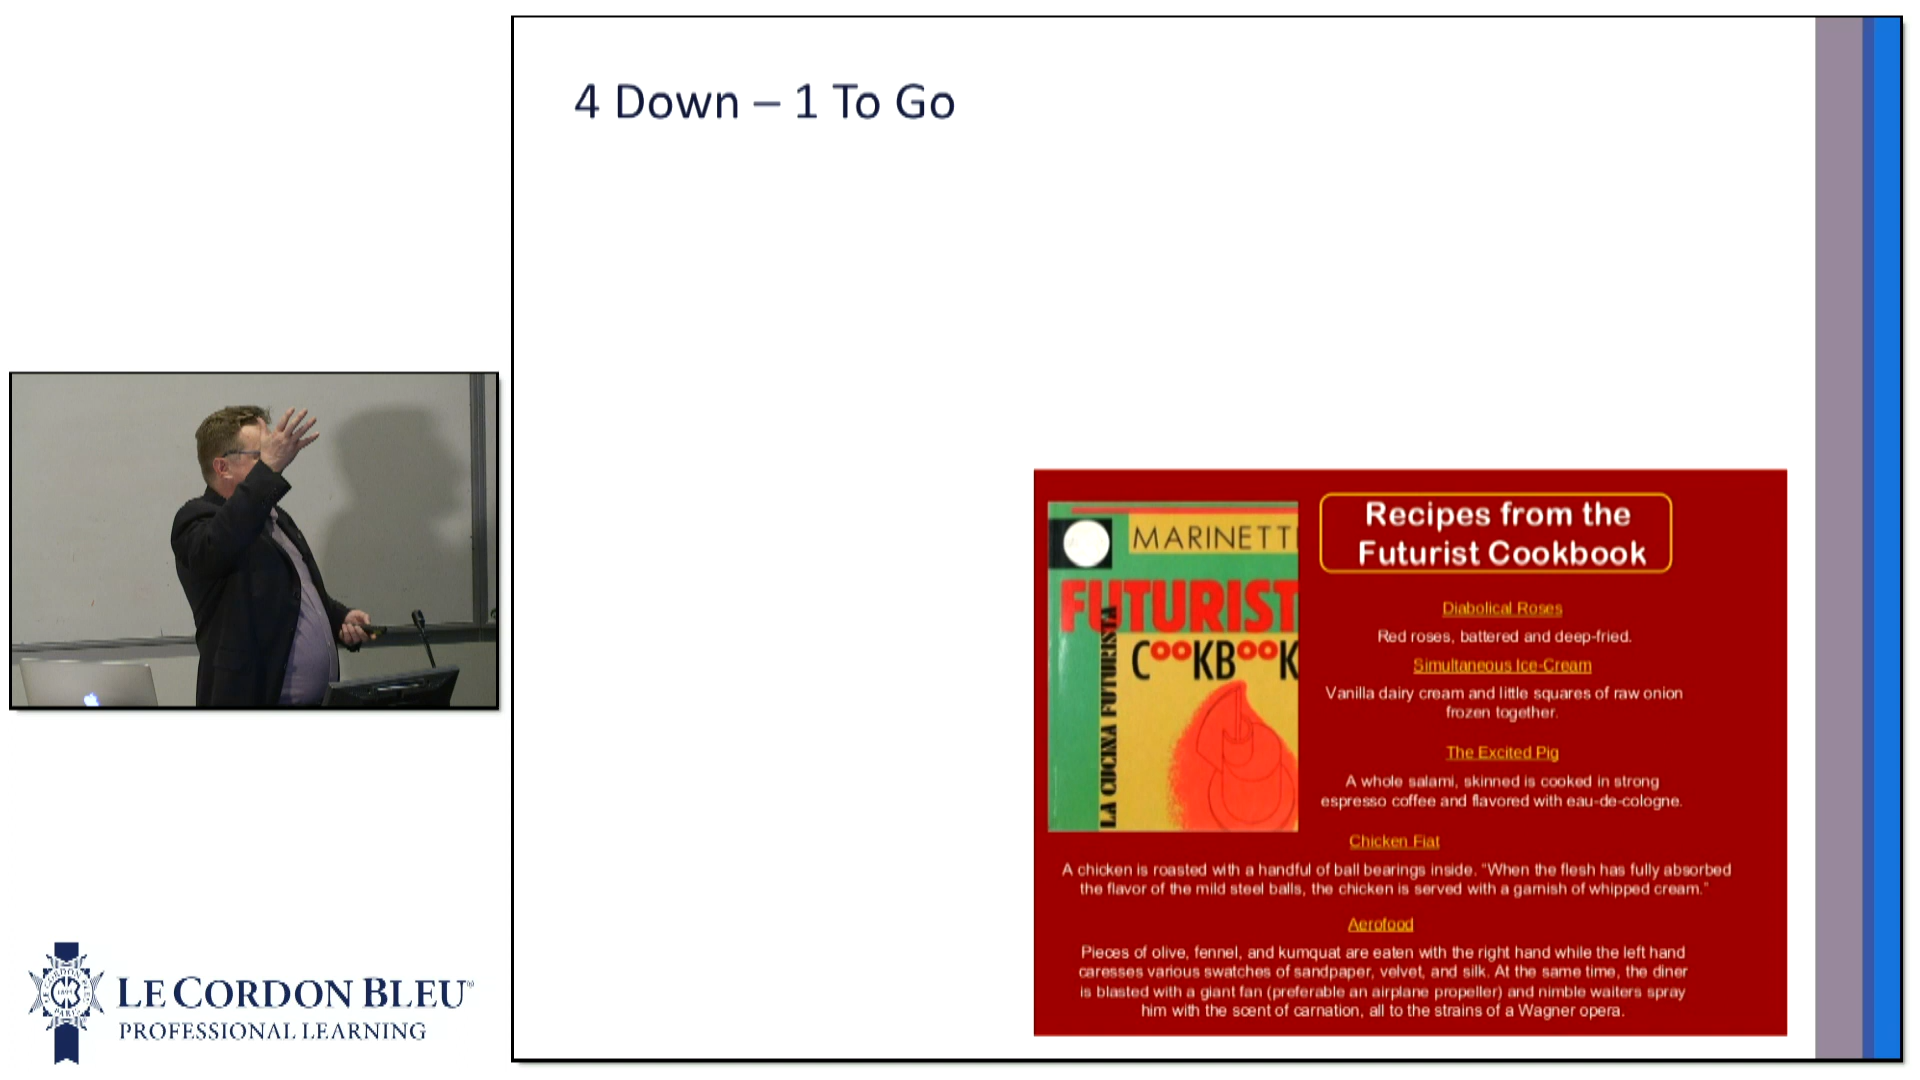 4 Down – 1 To Go
MARINETTI
FUTURIST
COOKBOOK
LA CUCINA FUTURISTA
Recipes from the
Futurist Cookbook
Diabolical Roses
Red roses, battered and deep-fried.
Simultaneous Ice-Cream
Vanilla dairy cream and little squares of raw onion
frozen together.
The Excited Pig
A whole salami, skinned is cooked in strong
espresso coffee and flavored with eau-de-cologne.
Chicken Fiat
A chicken is roasted with a handful of ball bearings inside. "When the flesh has fully absorbed
the flavor of the mild steel balls, the chicken is served with a garnish of whipped cream."
Aerofood
Pieces of olive, fennel, and kumquat are eaten with the right hand while the left hand
caresses various swatches of sandpaper, velvet, and silk. At the same time, the diner
is blasted with a giant fan (preferable an airplane propeller) and nimble waiters spray
him with the scent of carnation, all to the strains of a Wagner opera.
LE CORDON BLEU®
PROFESSIONAL LEARNING